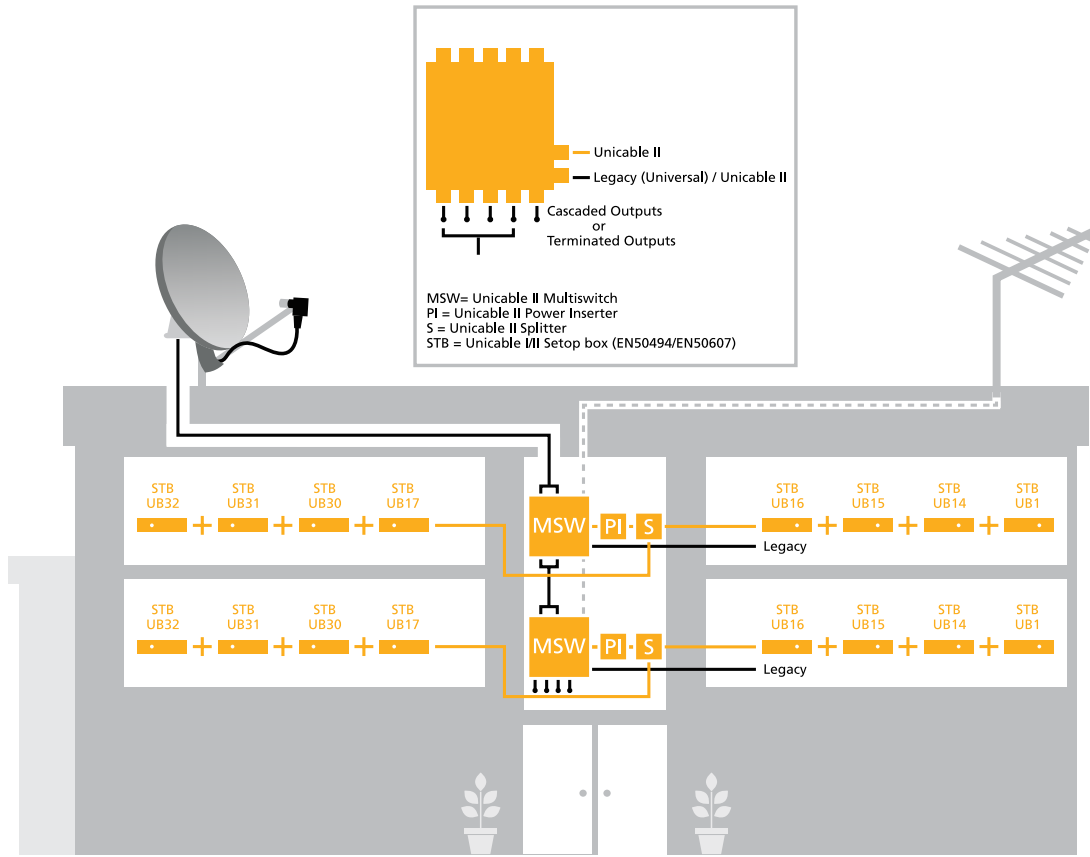 Unicable II
Legacy (Universal) / Unicable II
Cascaded Outputs
or
Terminated Outputs
MSW= Unicable II Multiswitch
PI = Unicable II Power Inserter
S = Unicable II Splitter
STB = Unicable I/II Setop box (EN50494/EN50607)
STB
UB32
STB
UB31
STB
UB30
STB
UB17
MSW
PI
S
STB
UB16
STB
UB15
STB
UB14
STB
UB1
Legacy
STB
UB32
STB
UB31
STB
UB30
STB
UB17
MSW
PI
S
STB
UB16
STB
UB15
STB
UB14
STB
UB1
Legacy